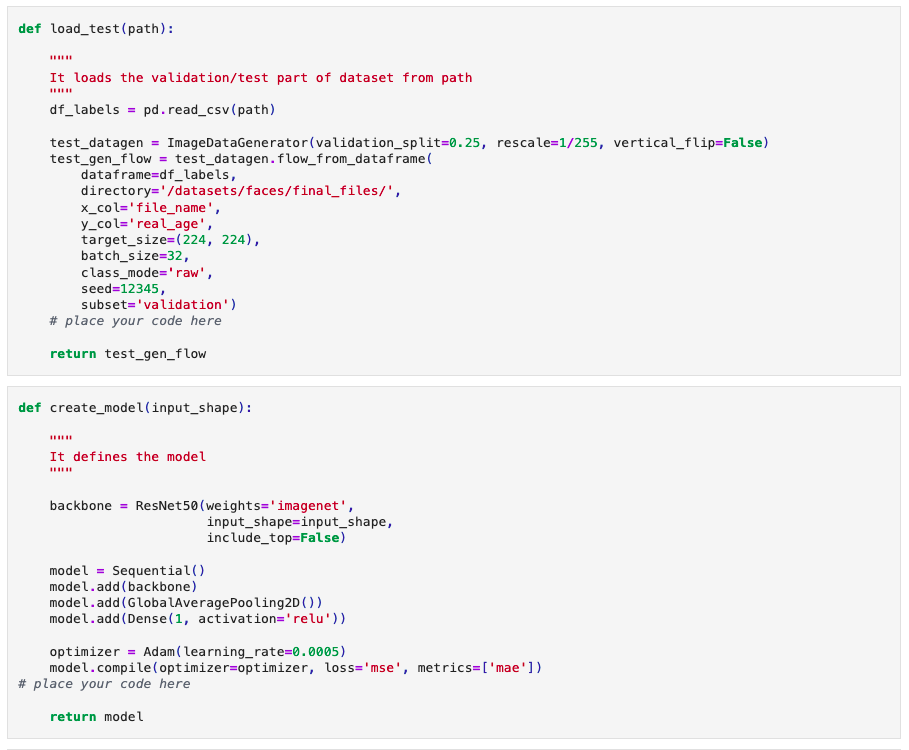 def load_test(path):
"""
It loads the validation/test part of dataset from path
"""
df_labels = pd.read_csv(path)
test_datagen = ImageDataGenerator(validation_split=0.25, rescale=1/255, vertical_flip=False)
test_gen_flow = test_datagen.flow_from_dataframe(
dataframe=df_labels,
directory='/datasets/faces/final_files/',
x_col='file_name',
y_col='real_age',
target_size=(224, 224),
batch_size=32,
class_mode='raw',
seed=12345,
subset='validation')
# place your code here
return test_gen_flow
def create_model(input_shape):
"""
It defines the model
"""
backbone = ResNet50(weights='imagenet',
input_shape=input_shape,
include_top=False)
model = Sequential()
model.add(backbone)
model.add(GlobalAveragePooling2D())
model.add(Dense(1, activation='relu'))
optimizer = Adam(learning_rate=0.0005)
model.compile(optimizer=optimizer, loss='mse', metrics=['mae'])
# place your code here
return model